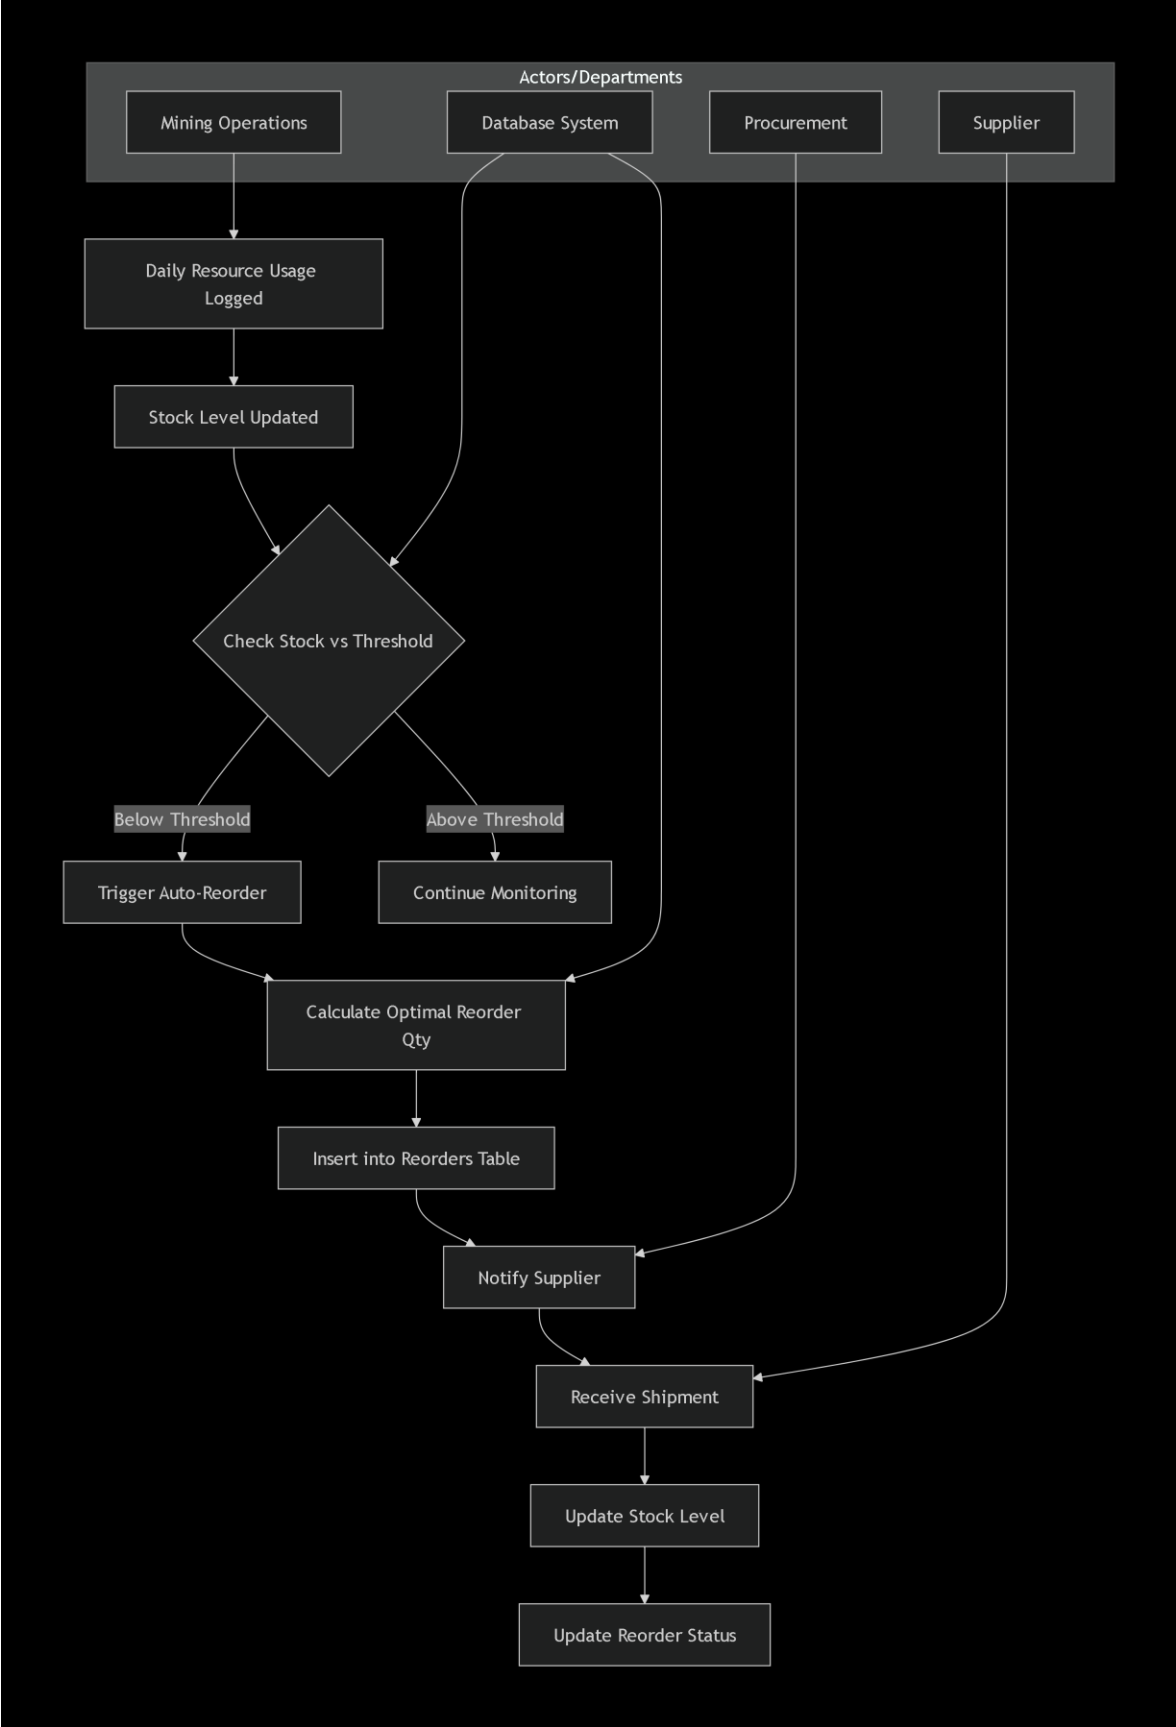 Actors/Departments
Mining Operations
Database System
Procurement
Supplier
Daily Resource Usage
Logged
Stock Level Updated
Check Stock vs Threshold
Below Threshold
Above Threshold
Trigger Auto-Reorder
Continue Monitoring
Calculate Optimal Reorder
Qty
Insert into Reorders Table
Notify Supplier
Receive Shipment
Update Stock Level
Update Reorder Status